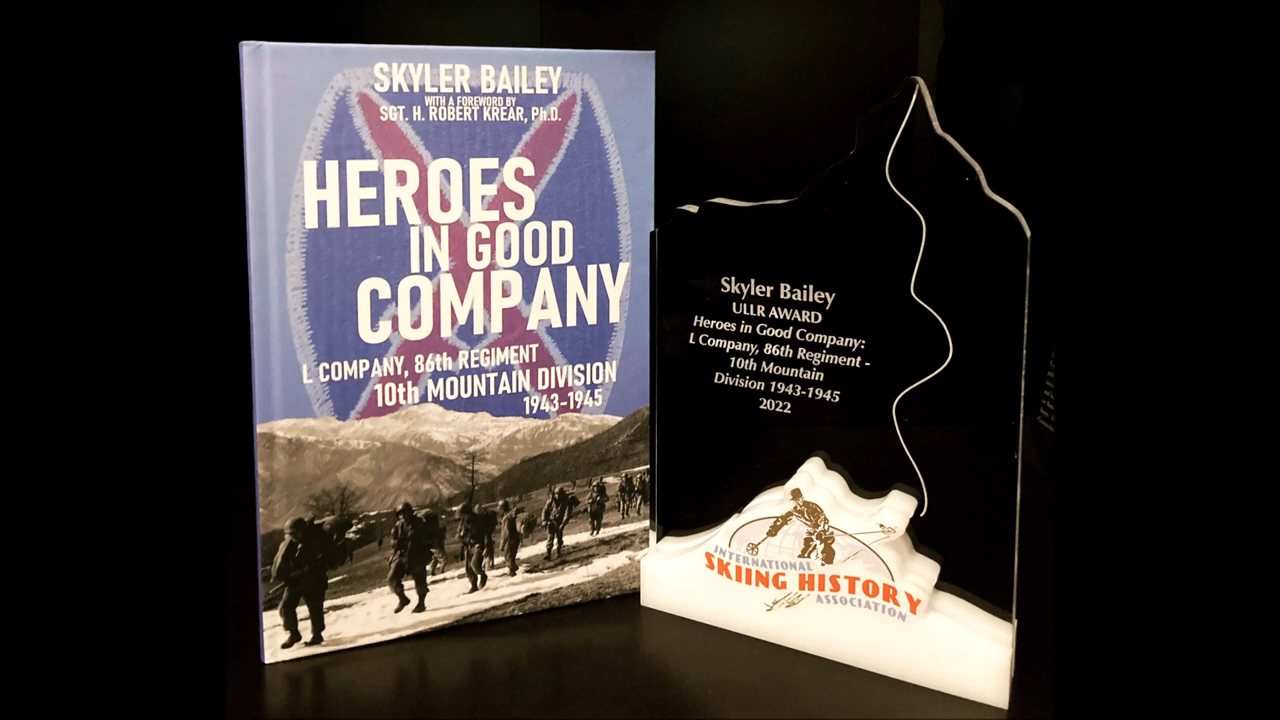 SKYLER BAILEY
WITH A FOREWORD BY
SGT. H. ROBERT KREAR, Ph.D.
HEROES
IN GOOD
COMPANY
L COMPANY, 86th REGIMENT
10th MOUNTAIN DIVISION
1943-1945
Skyler Bailey
ULLR AWARD
Heroes in Good Company:
L Company, 86th Regiment -
10th Mountain
Division 1943-1945
2022
INTERNATIONAL
SKIING HISTORY
ASSOCIATION